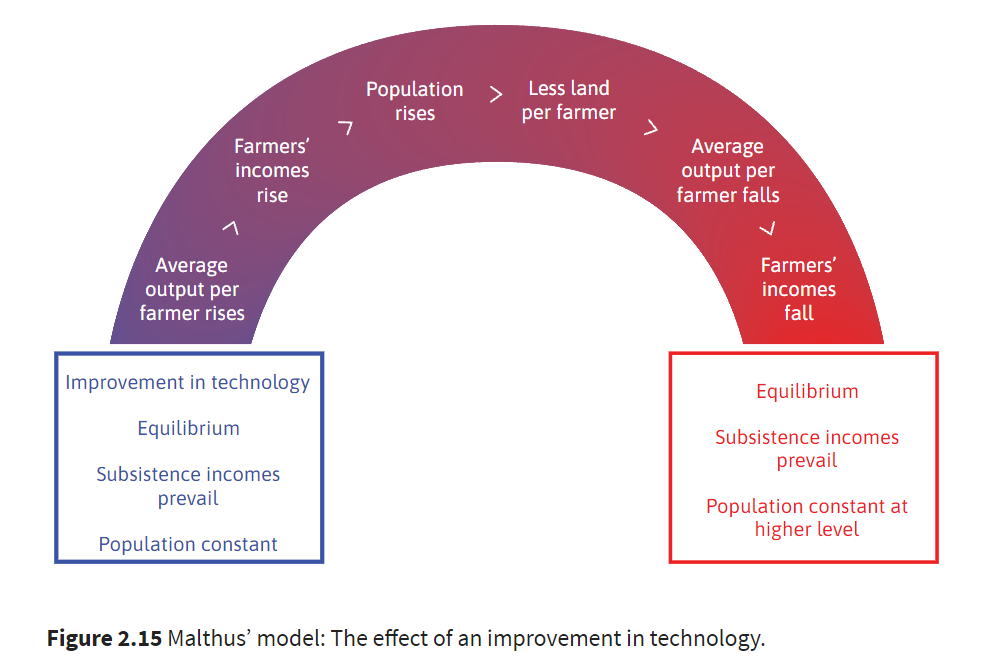 Average
output per
farmer rises
>
Farmers’
incomes
rise
>
Population
rises
>
Less land
per farmer
>
Average
output per
farmer falls
>
Farmers’
incomes
fall
Improvement in technology
Equilibrium
Subsistence incomes
prevail
Population constant
Equilibrium
Subsistence incomes
prevail
Population constant at
higher level
Figure 2.15 Malthus’ model: The effect of an improvement in technology.